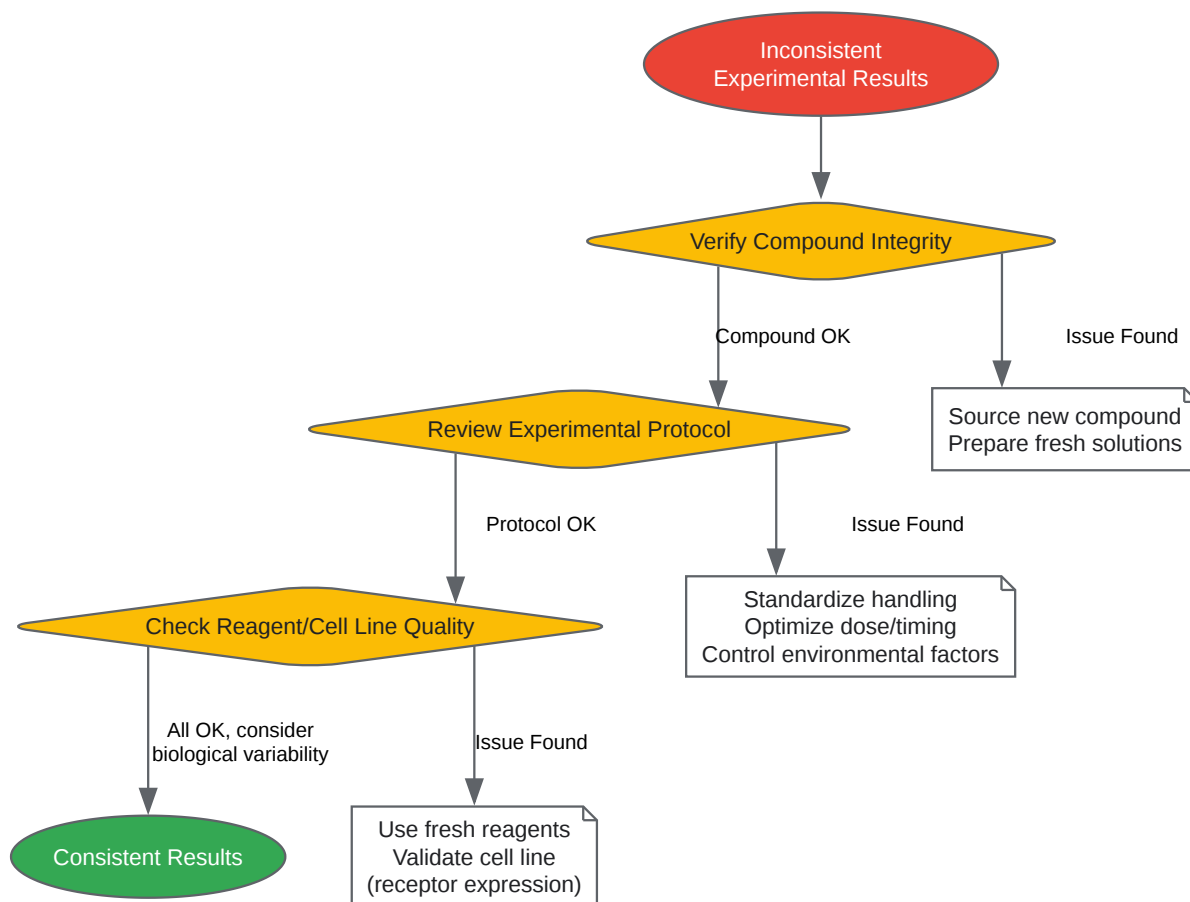 Inconsistent
Experimental Results
Verify Compound Integrity
Compound OK
Issue Found
Source new compound
Prepare fresh solutions
Review Experimental Protocol
Protocol OK
Issue Found
Standardize handling
Optimize dose/timing
Control environmental factors
Check Reagent/Cell Line Quality
All OK, consider
biological variability
Issue Found
Consistent Results
Use fresh reagents
Validate cell line
(receptor expression)